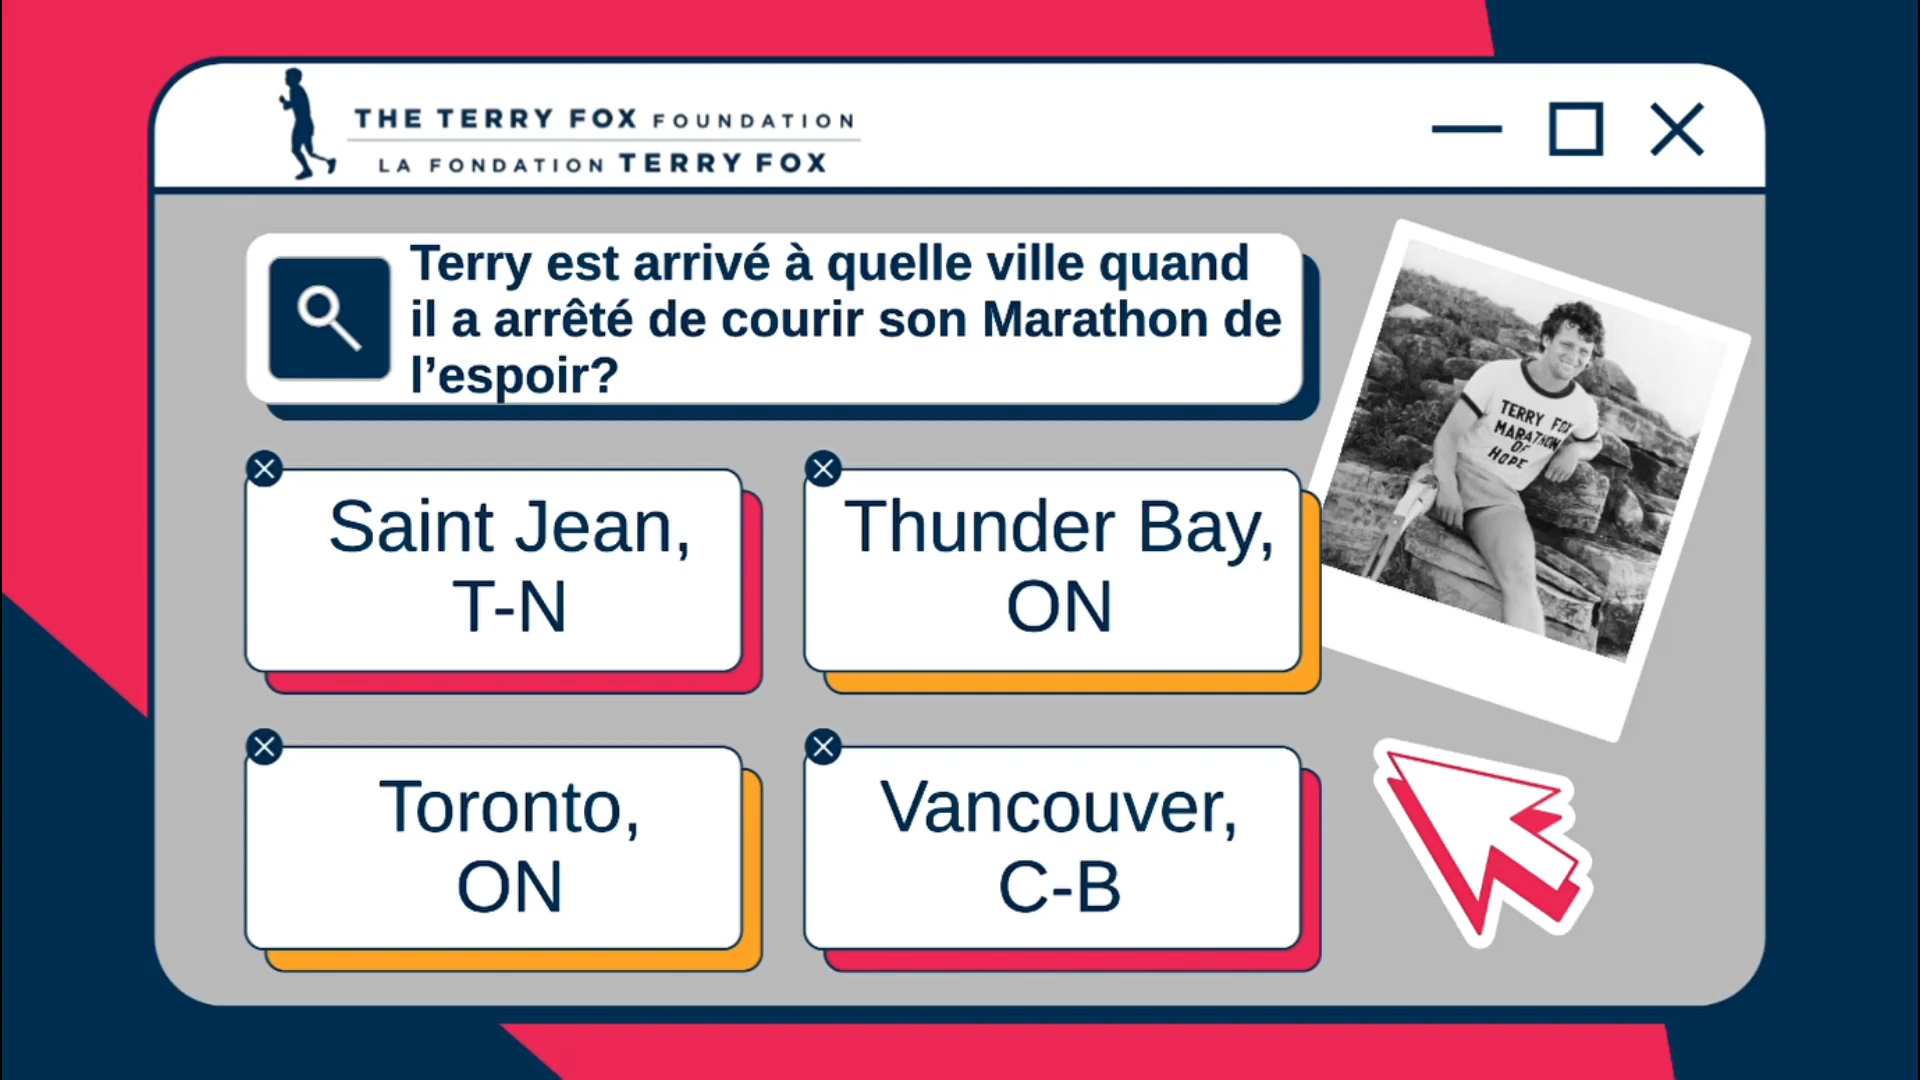 THE TERRY FOX FOUNDATION
LA FONDATION TERRY FOX
Terry est arrivé à quelle ville quand
il a arrêté de courir son Marathon de
l’espoir?
TERRY FOX
MARATHON
OF
HOPE
Saint Jean,
T-N
Thunder Bay,
ON
Toronto,
ON
Vancouver,
C-B